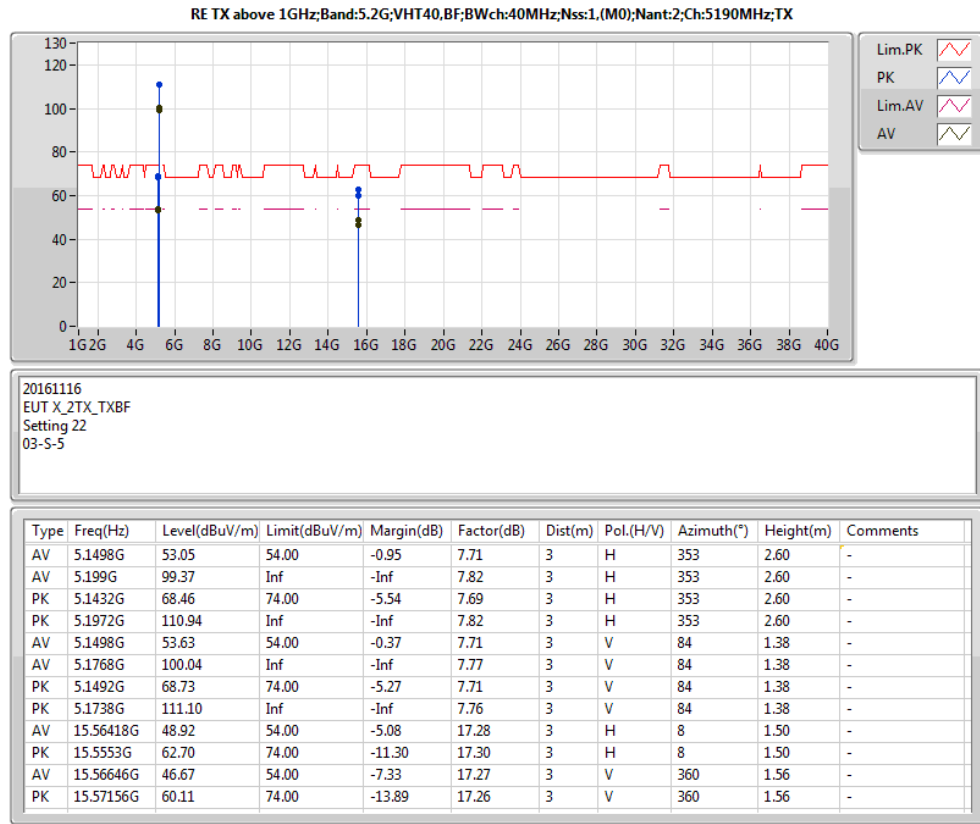 RE TX above 1GHz;Band:5.2G;VHT40,BF;BWch:40MHz;Nss:1,(M0);Nant:2;Ch:5190MHz;TX
130
120
100
80
60
40
20
0
1G 2G 4G 6G 8G 10G 12G 14G 16G 18G 20G 22G 24G 26G 28G 30G 32G 34G 36G 38G 40G
Lim.PK
PK
Lim.AV
AV
20161116
EUT X_2TX_TXBF
Setting 22
03-S-5
Type Freq(Hz) Level(dBuV/m) Limit(dBuV/m) Margin(dB) Factor(dB) Dist(m) Pol.(H/V) Azimuth(°) Height(m) Comments
AV 5.1498G 53.05 54.00 -0.95 7.71 3 H 353 2.60 -
AV 5.199G 99.37 Inf -Inf 7.82 3 H 353 2.60 -
PK 5.1432G 68.46 74.00 -5.54 7.69 3 H 353 2.60 -
PK 5.1972G 110.94 Inf -Inf 7.82 3 H 353 2.60 -
AV 5.1498G 53.63 54.00 -0.37 7.71 3 V 84 1.38 -
AV 5.1768G 100.04 Inf -Inf 7.77 3 V 84 1.38 -
PK 5.1492G 68.73 74.00 -5.27 7.71 3 V 84 1.38 -
PK 5.1738G 111.10 Inf -Inf 7.76 3 V 84 1.38 -
AV 15.56418G 48.92 54.00 -5.08 17.28 3 H 8 1.50 -
PK 15.5553G 62.70 74.00 -11.30 17.30 3 H 8 1.50 -
AV 15.56646G 46.67 54.00 -7.33 17.27 3 V 360 1.56 -
PK 15.57156G 60.11 74.00 -13.89 17.26 3 V 360 1.56 -